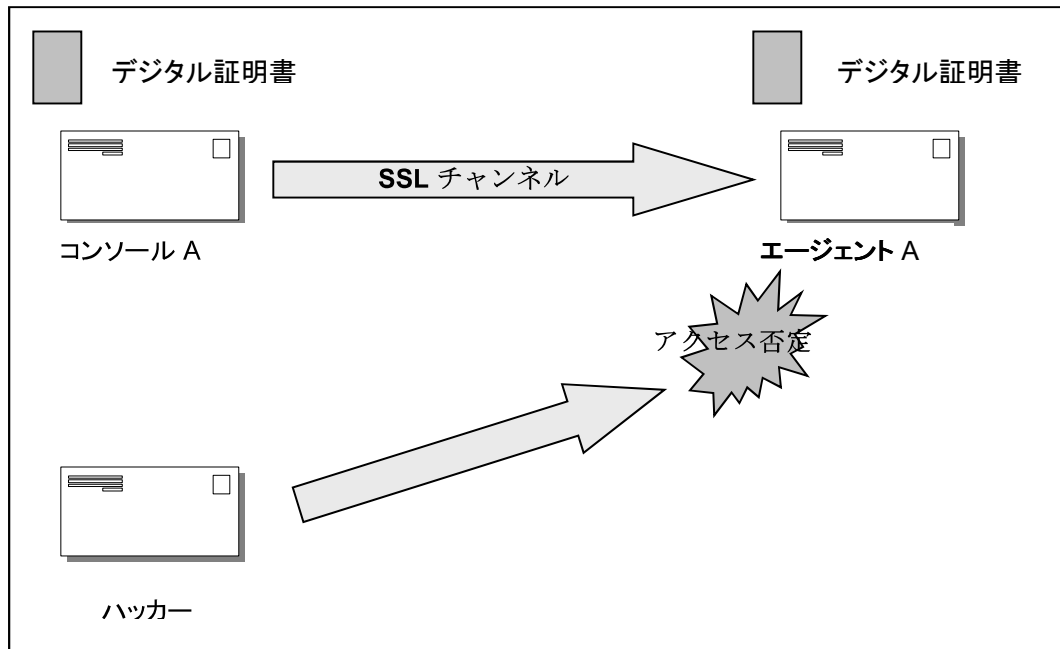 デジタル証明書
デジタル証明書
SSL チャンネル
コンソール A
エージェント A
アクセス否定
ハッカー